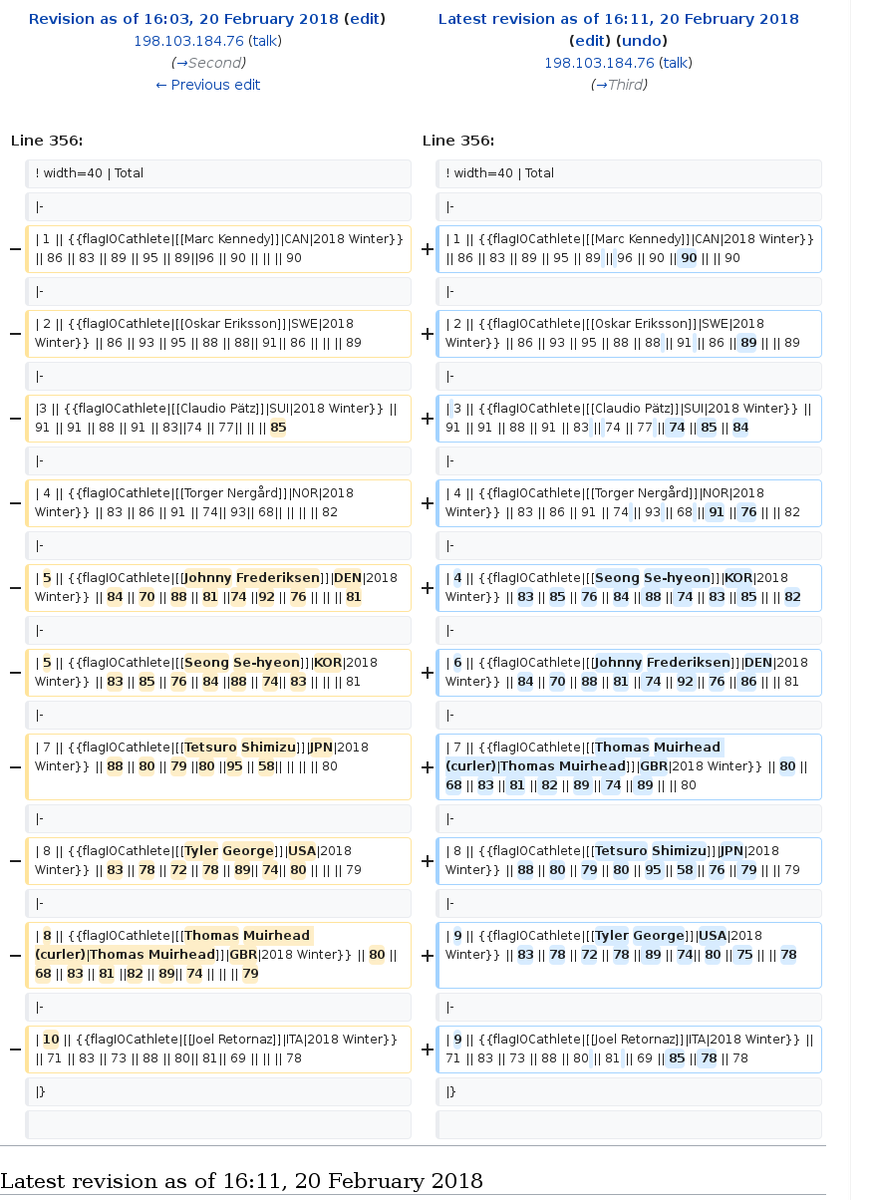 Revision as of 16:03, 20 February 2018 (edit)
198.103.184.76 (talk)
(→Second)
← Previous edit
Latest revision as of 16:11, 20 February 2018
(edit) (undo)
198.103.184.76 (talk)
(→Third)
Line 356:
Line 356:
! width=40 | Total
! width=40 | Total
|-
|-
− | 1 || {{flagIOCathlete|[[Marc Kennedy]]|CAN|2018 Winter}}
|| 86 || 83 || 89 || 95 || 89||96 || 90 || || || 90
+ | 1 || {{flagIOCathlete|[[Marc Kennedy]]|CAN|2018 Winter}}
|| 86 || 83 || 89 || 95 || 89 || 96 || 90 || 90 || || 90
|-
|-
− | 2 || {{flagIOCathlete|[[Oskar Eriksson]]|SWE|2018
Winter}} || 86 || 93 || 95 || 88 || 88|| 91|| 86 || || || 89
+ | 2 || {{flagIOCathlete|[[Oskar Eriksson]]|SWE|2018
Winter}} || 86 || 93 || 95 || 88 || 88 || 91 || 86 || 89 || || 89
|-
|-
− |3 || {{flagIOCathlete|[[Claudio Pätz]]|SUI|2018 Winter}} ||
91 || 91 || 88 || 91 || 83||74 || 77|| || || 85
+ | 3 || {{flagIOCathlete|[[Claudio Pätz]]|SUI|2018 Winter}} ||
91 || 91 || 88 || 91 || 83 || 74 || 77 || 74 || 85 || 84
|-
|-
− | 4 || {{flagIOCathlete|[[Torger Nergård]]|NOR|2018
Winter}} || 83 || 86 || 91 || 74|| 93|| 68|| || || || 82
+ | 4 || {{flagIOCathlete|[[Torger Nergård]]|NOR|2018
Winter}} || 83 || 86 || 91 || 74 || 93 || 68 || 91 || 76 || || 82
|-
|-
− | 5 || {{flagIOCathlete|[[Johnny Frederiksen]]|DEN|2018
Winter}} || 84 || 70 || 88 || 81 ||74 ||92 || 76 || || || 81
+ | 4 || {{flagIOCathlete|[[Seong Se-hyeon]]|KOR|2018
Winter}} || 83 || 85 || 76 || 84 || 88 || 74 || 83 || 85 || || 82
|-
|-
− | 5 || {{flagIOCathlete|[[Seong Se-hyeon]]|KOR|2018
Winter}} || 83 || 85 || 76 || 84 ||88 || 74|| 83 || || || 81
+ | 6 || {{flagIOCathlete|[[Johnny Frederiksen]]|DEN|2018
Winter}} || 84 || 70 || 88 || 81 || 74 || 92 || 76 || 86 || || 81
|-
|-
− | 7 || {{flagIOCathlete|[[Tetsuro Shimizu]]|JPN|2018
Winter}} || 88 || 80 || 79 ||80 ||95 || 58|| || || || 80
+ | 7 || {{flagIOCathlete|[[Thomas Muirhead
(curler)|Thomas Muirhead]]|GBR|2018 Winter}} || 80 ||
68 || 83 || 81 || 82 || 89 || 74 || 89 || || 80
|-
|-
− | 8 || {{flagIOCathlete|[[Tyler George]]|USA|2018
Winter}} || 83 || 78 || 72 || 78 || 89|| 74|| 80 || || || 79
+ | 8 || {{flagIOCathlete|[[Tetsuro Shimizu]]|JPN|2018
Winter}} || 88 || 80 || 79 || 80 || 95 || 58 || 76 || 79 || || 79
|-
|-
− | 8 || {{flagIOCathlete|[[Thomas Muirhead
(curler)|Thomas Muirhead]]|GBR|2018 Winter}} || 80 ||
68 || 83 || 81 ||82 || 89|| 74 || || || 79
+ | 9 || {{flagIOCathlete|[[Tyler George]]|USA|2018
Winter}} || 83 || 78 || 72 || 78 || 89 || 74|| 80 || 75 || || 78
|-
|-
− | 10 || {{flagIOCathlete|[[Joel Retornaz]]|ITA|2018 Winter}}
|| 71 || 83 || 73 || 88 || 80|| 81|| 69 || || || 78
+ | 9 || {{flagIOCathlete|[[Joel Retornaz]]|ITA|2018 Winter}} ||
71 || 83 || 73 || 88 || 80 || 81 || 69 || 85 || 78 || 78
|}
|}
Latest revision as of 16:11, 20 February 2018